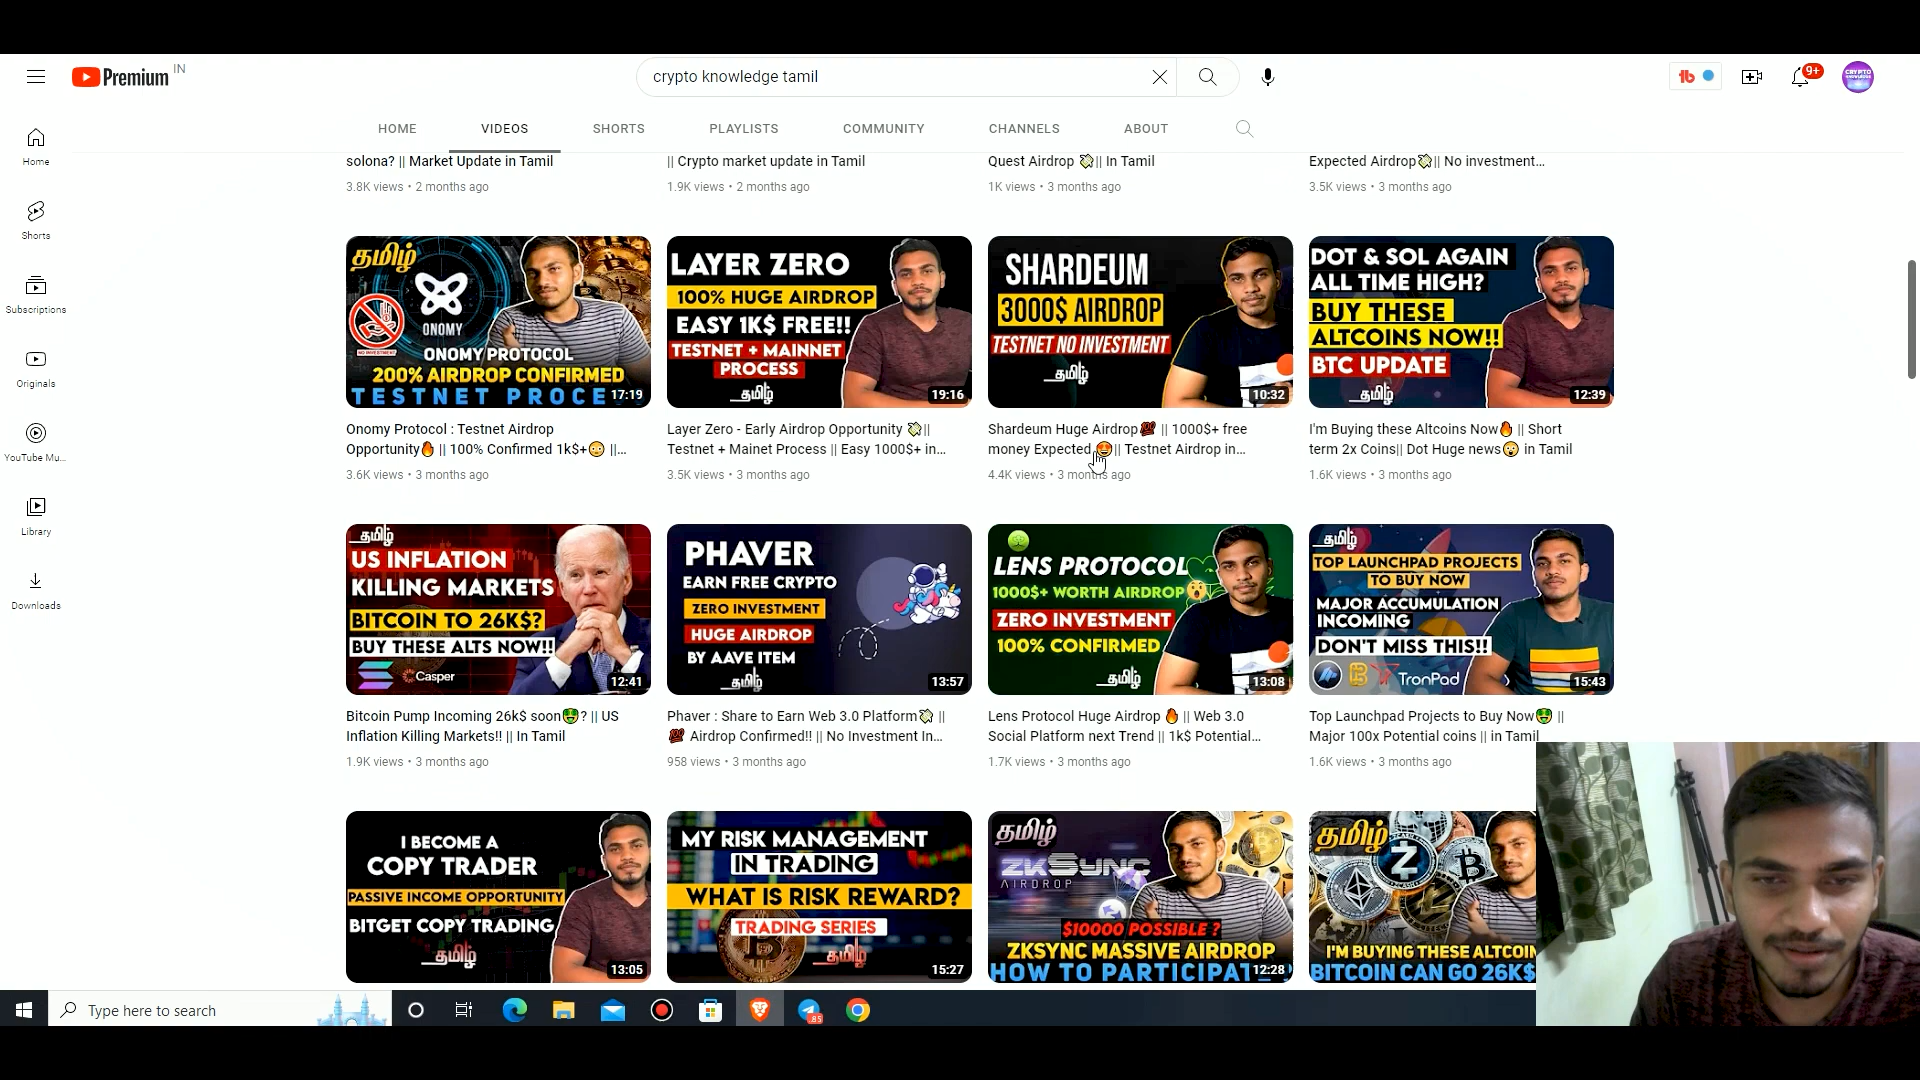 Premium IN
crypto knowledge tamil
9+
HOME VIDEOS SHORTS PLAYLISTS COMMUNITY CHANNELS ABOUT
solona? || Market Update in Tamil
3.8K views • 2 months ago
|| Crypto market update in Tamil
1.9K views • 2 months ago
Quest Airdrop 💸|| In Tamil
1K views • 3 months ago
Expected Airdrop💸|| No investment...
3.5K views • 3 months ago
Home
Shorts
Subscriptions
Originals
YouTube Mu...
Library
Downloads
தமிழ்
ONOMY
ONOMY PROTOCOL
200% AIRDROP CONFIRMED
TESTNET PROCE
17:19
Onomy Protocol : Testnet Airdrop
Opportunity🔥 || 100% Confirmed 1k$+😳 ||...
3.6K views • 3 months ago
LAYER ZERO
100% HUGE AIRDROP
EASY 1K$ FREE!!
TESTNET + MAINNET
PROCESS
தமிழ்
19:16
Layer Zero - Early Airdrop Opportunity 💸||
Testnet + Mainet Process || Easy 1000$+ in...
3.5K views • 3 months ago
SHARDEUM
3000$ AIRDROP
TESTNET NO INVESTMENT
தமிழ்
10:32
Shardeum Huge Airdrop💯 || 1000$+ free
money Expected 🤩|| Testnet Airdrop in...
4.4K views • 3 months ago
DOT & SOL AGAIN
ALL TIME HIGH?
BUY THESE
ALTCOINS NOW!!
BTC UPDATE
தமிழ்
12:39
I'm Buying these Altcoins Now🔥 || Short
term 2x Coins|| Dot Huge news😮 in Tamil
1.6K views • 3 months ago
தமிழ்
US INFLATION
KILLING MARKETS
BITCOIN TO 26K$?
BUY THESE ALTS NOW!!
Casper
12:41
Bitcoin Pump Incoming 26k$ soon🤑? || US
Inflation Killing Markets!! || In Tamil
1.9K views • 3 months ago
PHAVER
EARN FREE CRYPTO
ZERO INVESTMENT
HUGE AIRDROP
BY AAVE ITEM
தமிழ்
13:57
Phaver : Share to Earn Web 3.0 Platform💸 ||
💯 Airdrop Confirmed!! || No Investment In...
958 views • 3 months ago
LENS PROTOCOL
1000$+ WORTH AIRDROP
ZERO INVESTMENT
100% CONFIRMED
தமிழ்
13:08
Lens Protocol Huge Airdrop 🔥 || Web 3.0
Social Platform next Trend || 1k$ Potential...
1.7K views • 3 months ago
தமிழ்
TOP LAUNCHPAD PROJECTS
TO BUY NOW
MAJOR ACCUMULATION
INCOMING
DON'T MISS THIS!!
TronPad
15:43
Top Launchpad Projects to Buy Now🤑 ||
Major 100x Potential coins || in Tamil
1.6K views • 3 months ago
I BECOME A
COPY TRADER
PASSIVE INCOME OPPORTUNITY
BITGET COPY TRADING
தமிழ்
13:05
MY RISK MANAGEMENT
IN TRADING
WHAT IS RISK REWARD?
TRADING SERIES
தமிழ்
15:27
தமிழ்
ZKSYNC
AIRDROP
$10000 POSSIBLE ?
ZKSYNC MASSIVE AIRDROP
HOW TO PARTICIPAT
12:28
தமிழ்
I'M BUYING THESE ALTCOIN
BITCOIN CAN GO 26K$
Type here to search
85